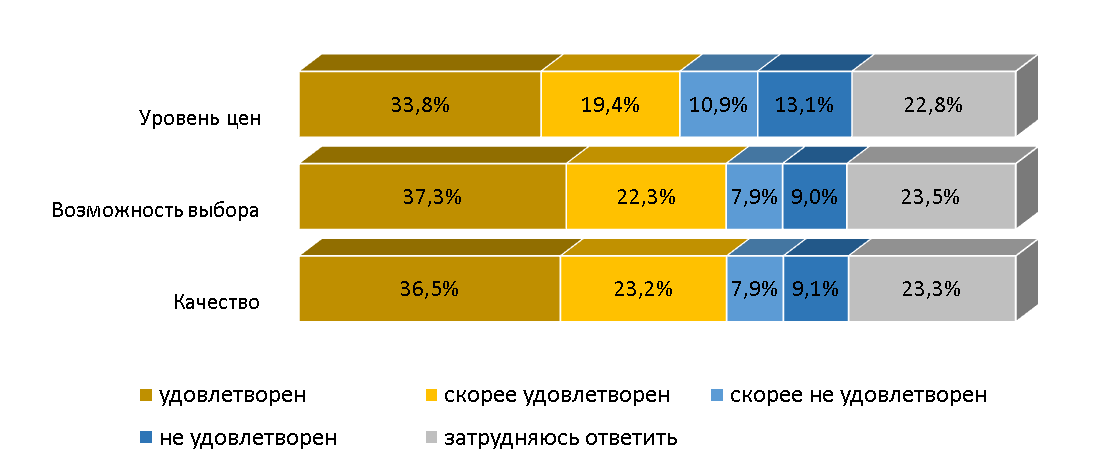 Уровень цен
33,8% 19,4% 10,9% 13,1% 22,8%
Возможность выбора
37,3% 22,3% 7,9% 9,0% 23,5%
Качество
36,5% 23,2% 7,9% 9,1% 23,3%
удовлетворен скорее удовлетворен скорее не удовлетворен
не удовлетворен затрудняюсь ответить